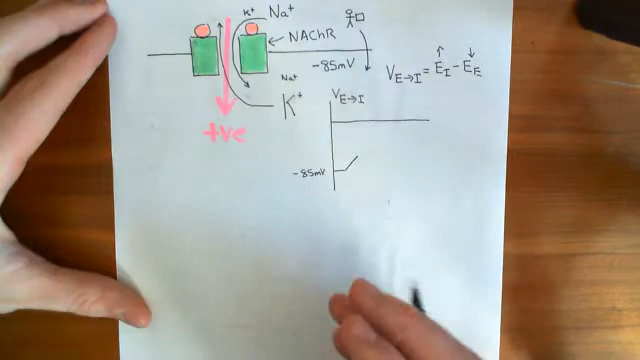 K⁺ Na⁺
NAChR
-85mV
Na⁺
K⁺
+ve
V_E→I = E_I - E_E
V_E→I
-85mV